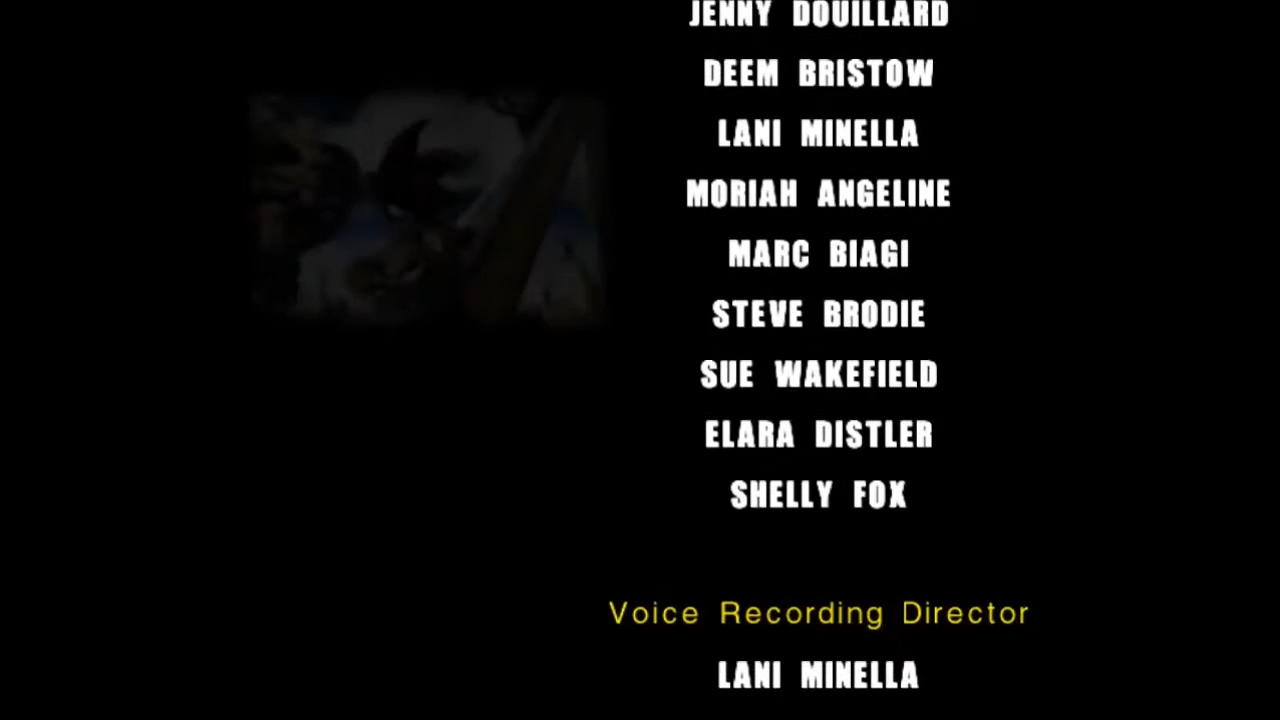 JENNY DOUILLARD
DEEM BRISTOW
LANI MINELLA
MORIAH ANGELINE
MARC BIAGI
STEVE BRODIE
SUE WAKEFIELD
ELARA DISTLER
SHELLY FOX
Voice Recording Director
LANI MINELLA